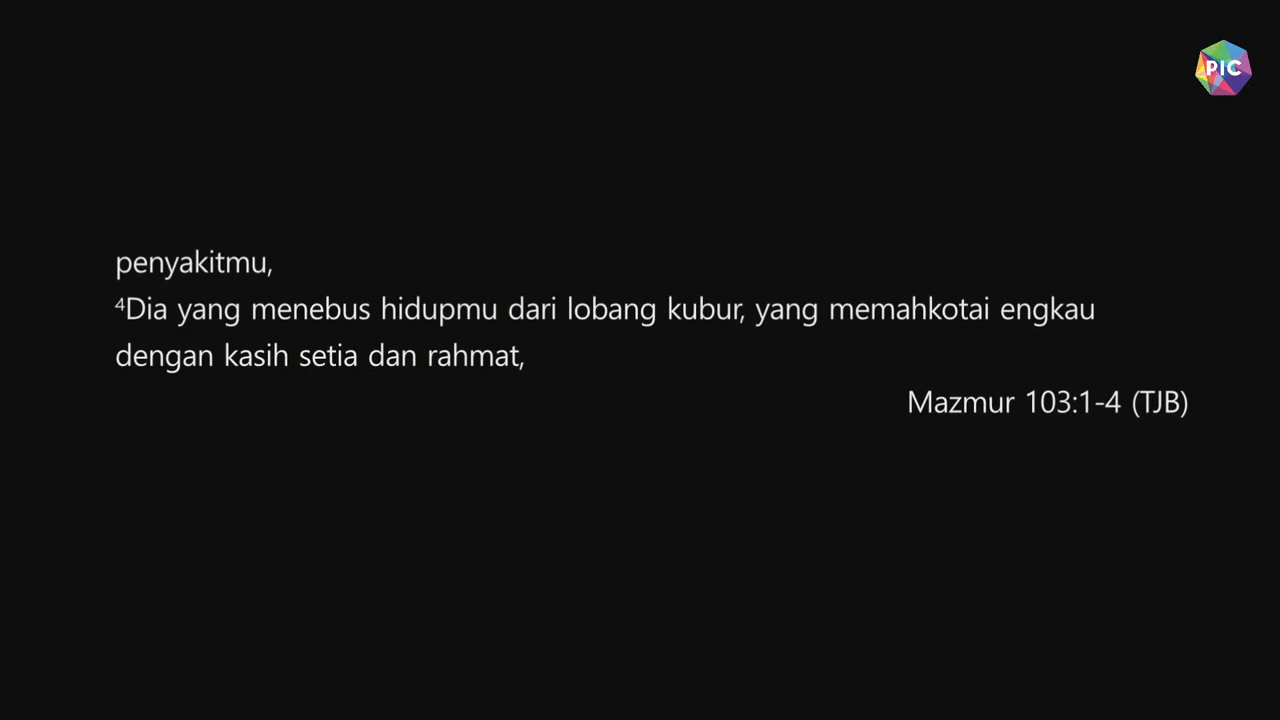 PIC
penyakitmu,
⁴Dia yang menebus hidupmu dari lobang kubur, yang memahkotai engkau
dengan kasih setia dan rahmat,
Mazmur 103:1-4 (TJB)